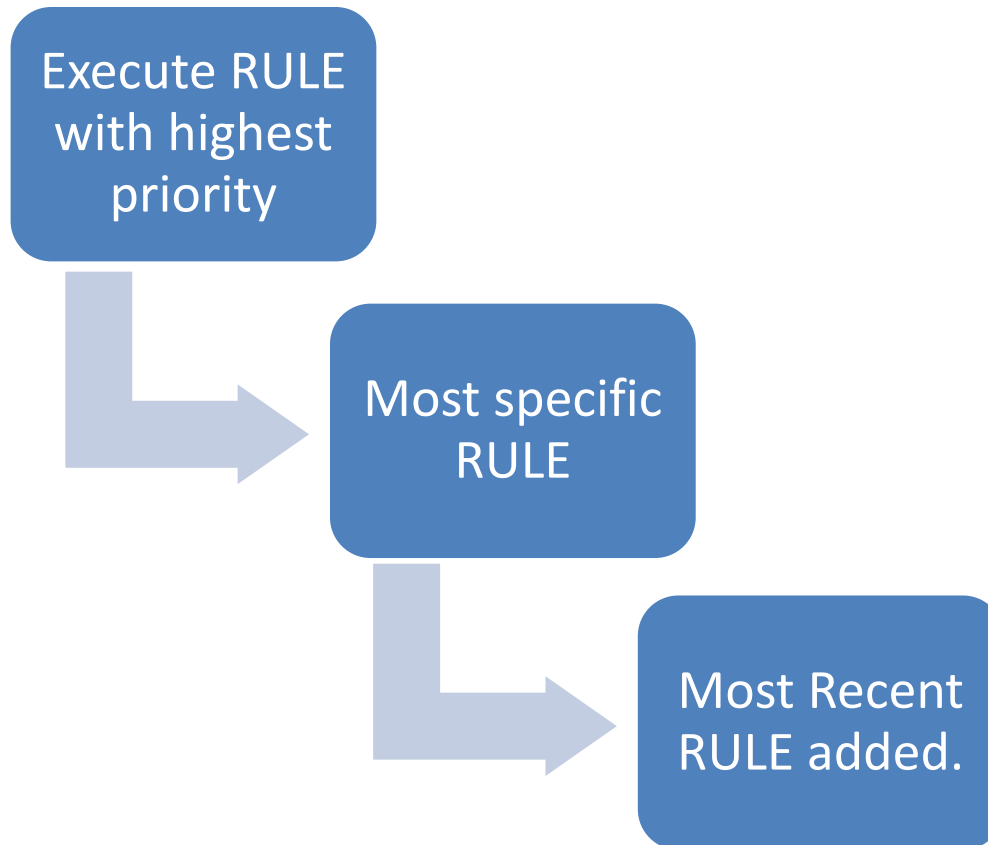 Execute RULE
with highest
priority
Most specific
RULE
Most Recent
RULE added.